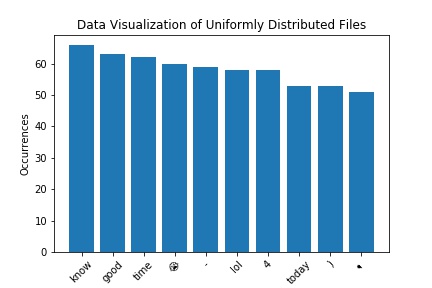 Data Visualization of Uniformly Distributed Files
Occurrences
60
50
40
30
20
10
0
know
good
time
-
lol
4
today
)